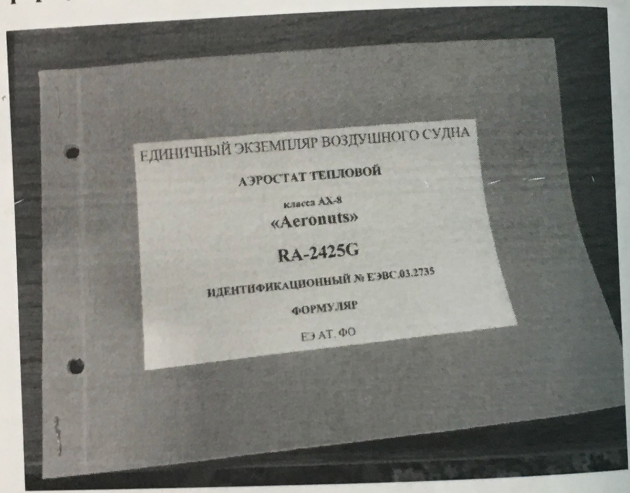 ЕДИНИЧНЫЙ ЭКЗЕМПЛЯР ВОЗДУШНОГО СУДНА
АЭРОСТАТ ТЕПЛОВОЙ
класса АХ-8
«Aeronuts»
RA-2425G
ИДЕНТИФИКАЦИОННЫЙ № ЕЭВС.03.2735
ФОРМУЛЯР
ЕЭ АТ. ФО